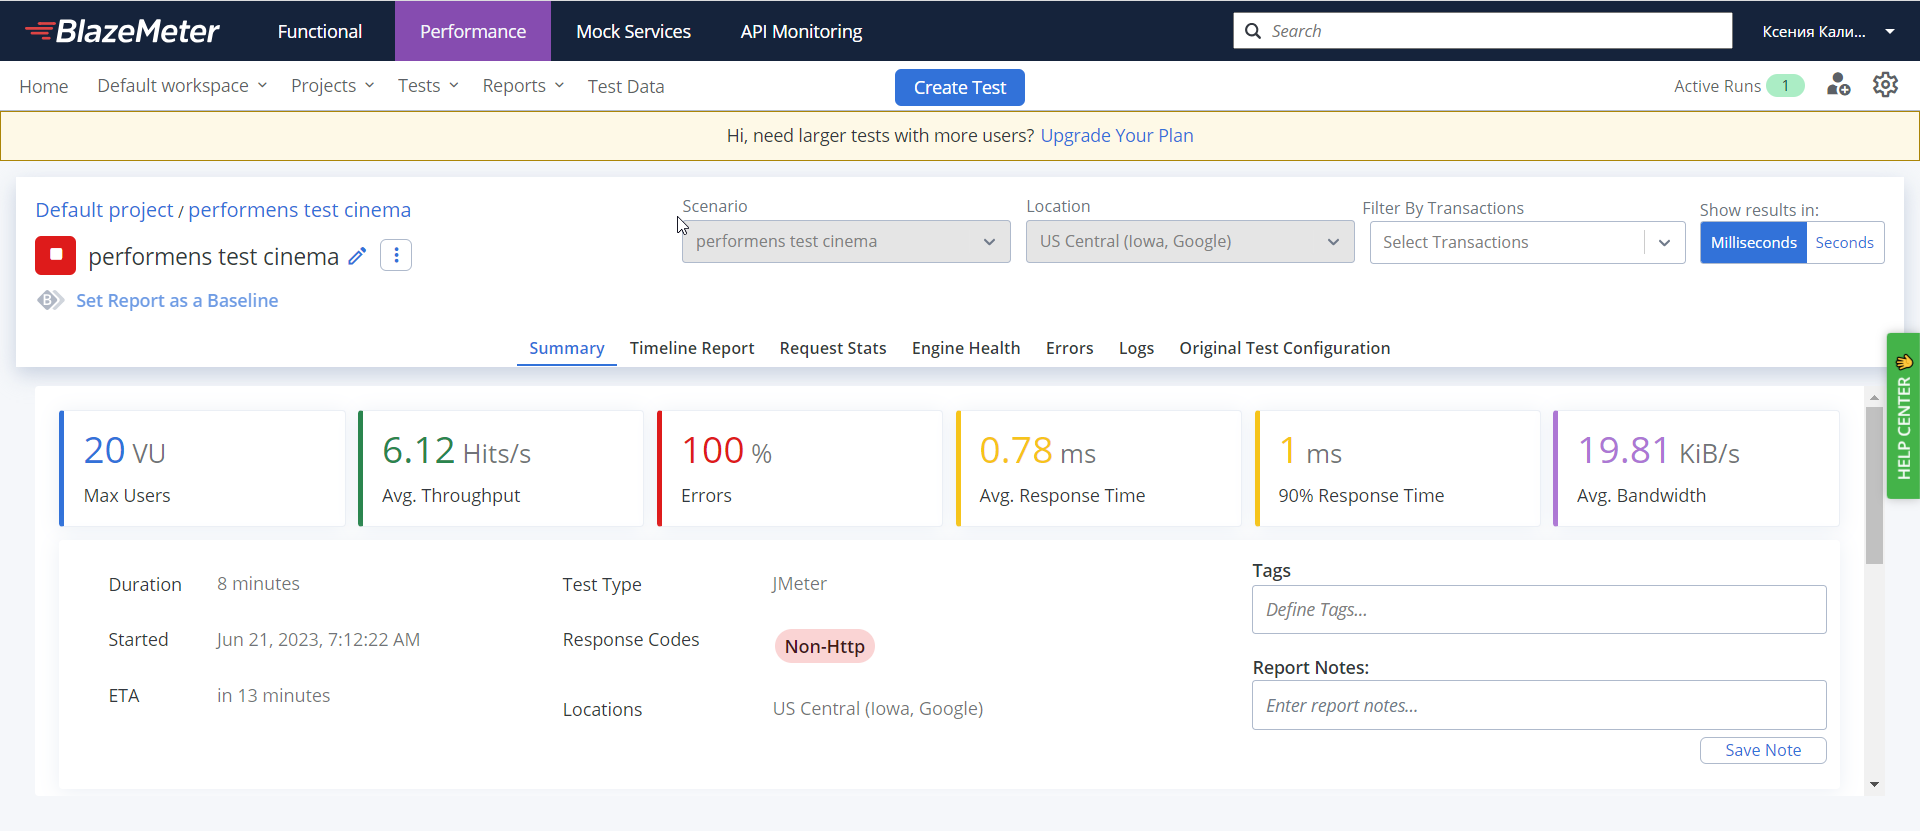 BlazeMeter Functional Performance Mock Services API Monitoring Search Ксения Кали...
Home Default workspace Projects Tests Reports Test Data Create Test Active Runs 1
Hi, need larger tests with more users? Upgrade Your Plan
Default project / performens test cinema
performens test cinema
Set Report as a Baseline
Scenario
performens test cinema
Location
US Central (Iowa, Google)
Filter By Transactions
Select Transactions
Show results in:
Milliseconds Seconds
Summary Timeline Report Request Stats Engine Health Errors Logs Original Test Configuration
HELP CENTER
20 VU
Max Users
6.12 Hits/s
Avg. Throughput
100 %
Errors
0.78 ms
Avg. Response Time
1 ms
90% Response Time
19.81 KiB/s
Avg. Bandwidth
Duration 8 minutes
Started Jun 21, 2023, 7:12:22 AM
ETA in 13 minutes
Test Type JMeter
Response Codes Non-Http
Locations US Central (Iowa, Google)
Tags
Define Tags...
Report Notes:
Enter report notes...
Save Note